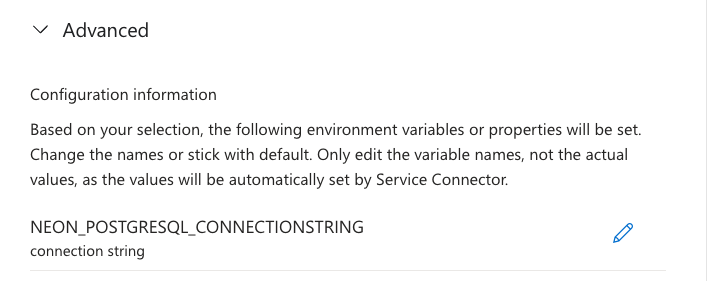 Advanced
Configuration information
Based on your selection, the following environment variables or properties will be set.
Change the names or stick with default. Only edit the variable names, not the actual
values, as the values will be automatically set by Service Connector.
NEON_POSTGRESQL_CONNECTIONSTRING
connection string